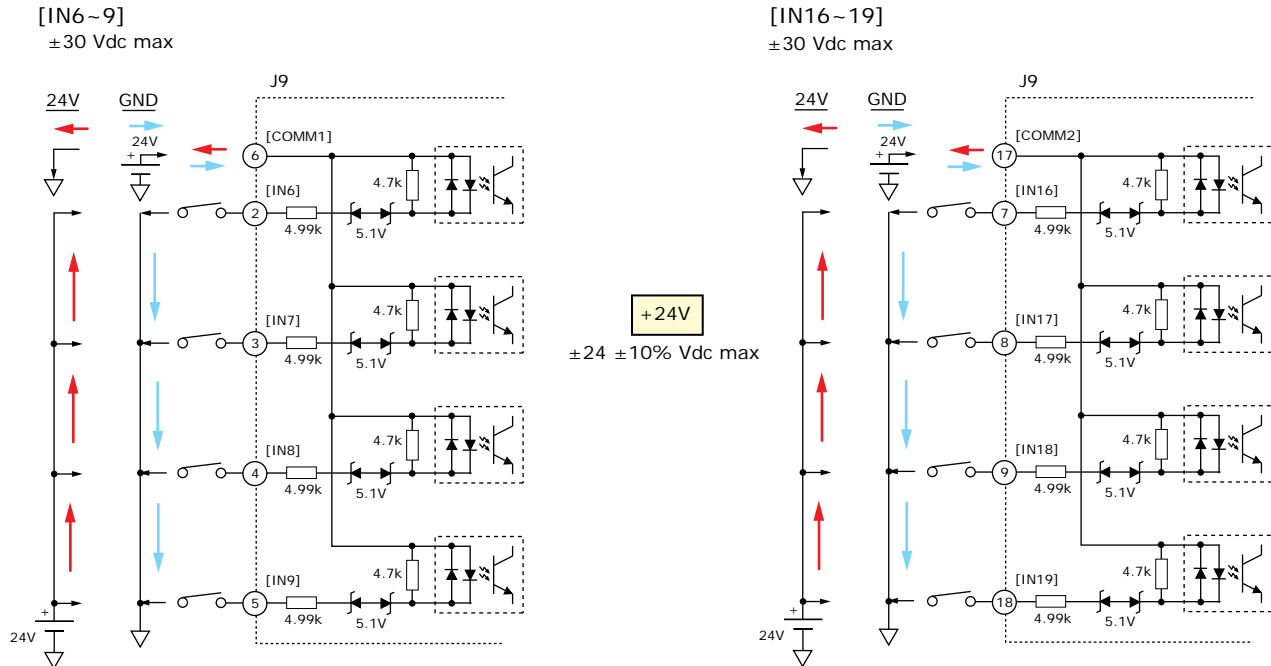 [IN6~9]
±30 Vdc max
J9
24V
GND
24V
[COMM1]
6
4.7k
[IN6]
2
4.99k
5.1V
4.7k
[IN7]
3
4.99k
5.1V
4.7k
[IN8]
4
4.99k
5.1V
4.7k
[IN9]
5
4.99k
5.1V
+
24V
+
+24V
±24 ±10% Vdc max
[IN16~19]
±30 Vdc max
J9
24V
GND
24V
+
[COMM2]
17
4.7k
[IN16]
7
4.99k
5.1V
4.7k
[IN17]
8
4.99k
5.1V
4.7k
[IN18]
9
4.99k
5.1V
4.7k
[IN19]
18
4.99k
5.1V
+
24V